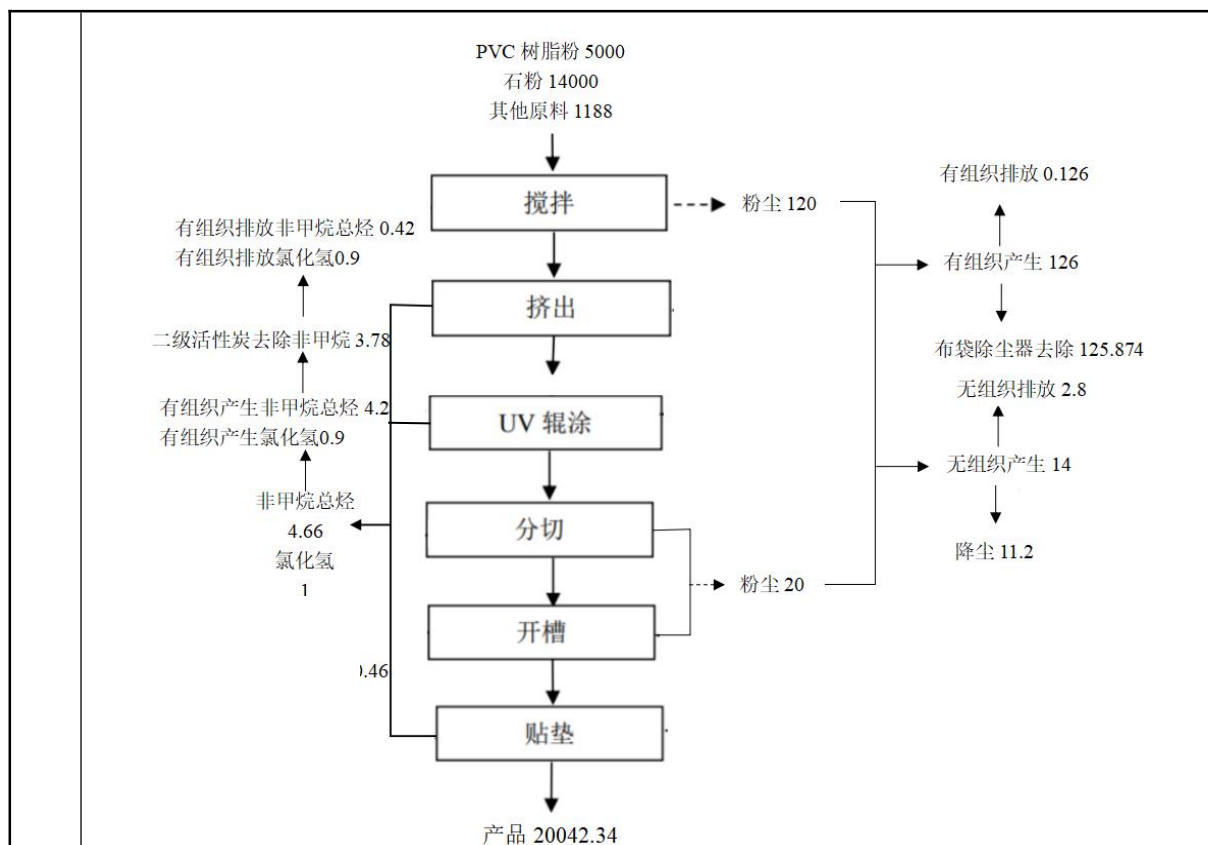 PVC 树脂粉 5000
石粉 14000
其他原料 1188
搅拌
粉尘 120
有组织排放 0.126
有组织产生 126
布袋除尘器去除 125.874
有组织排放非甲烷总烃 0.42
有组织排放氯化氢0.9
挤出
二级活性炭去除非甲烷 3.78
有组织产生非甲烷总烃 4.2
有组织产生氯化氢0.9
UV 辊涂
无组织排放 2.8
无组织产生 14
降尘 11.2
非甲烷总烃
4.66
氯化氢
1
分切
粉尘 20
开槽
.46
贴垫
产品 20042.34